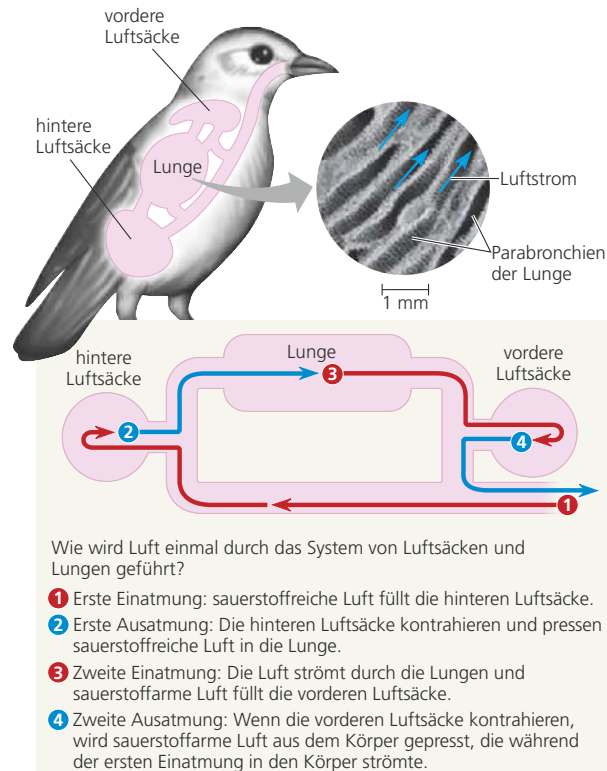 vordere
Luftsäcke
hintere
Luftsäcke
Lunge
Luftstrom
Parabronchien
der Lunge
1 mm
hintere
Luftsäcke
Lunge
vordere
Luftsäcke
3
2
4
1
Wie wird Luft einmal durch das System von Luftsäcken und
Lungen geführt?
1 Erste Einatmung: sauerstoffreiche Luft füllt die hinteren Luftsäcke.
2 Erste Ausatmung: Die hinteren Luftsäcke kontrahieren und pressen
sauerstoffreiche Luft in die Lunge.
3 Zweite Einatmung: Die Luft strömt durch die Lungen und
sauerstoffarme Luft füllt die vorderen Luftsäcke.
4 Zweite Ausatmung: Wenn die vorderen Luftsäcke kontrahieren,
wird sauerstoffarme Luft aus dem Körper gepresst, die während
der ersten Einatmung in den Körper strömte.